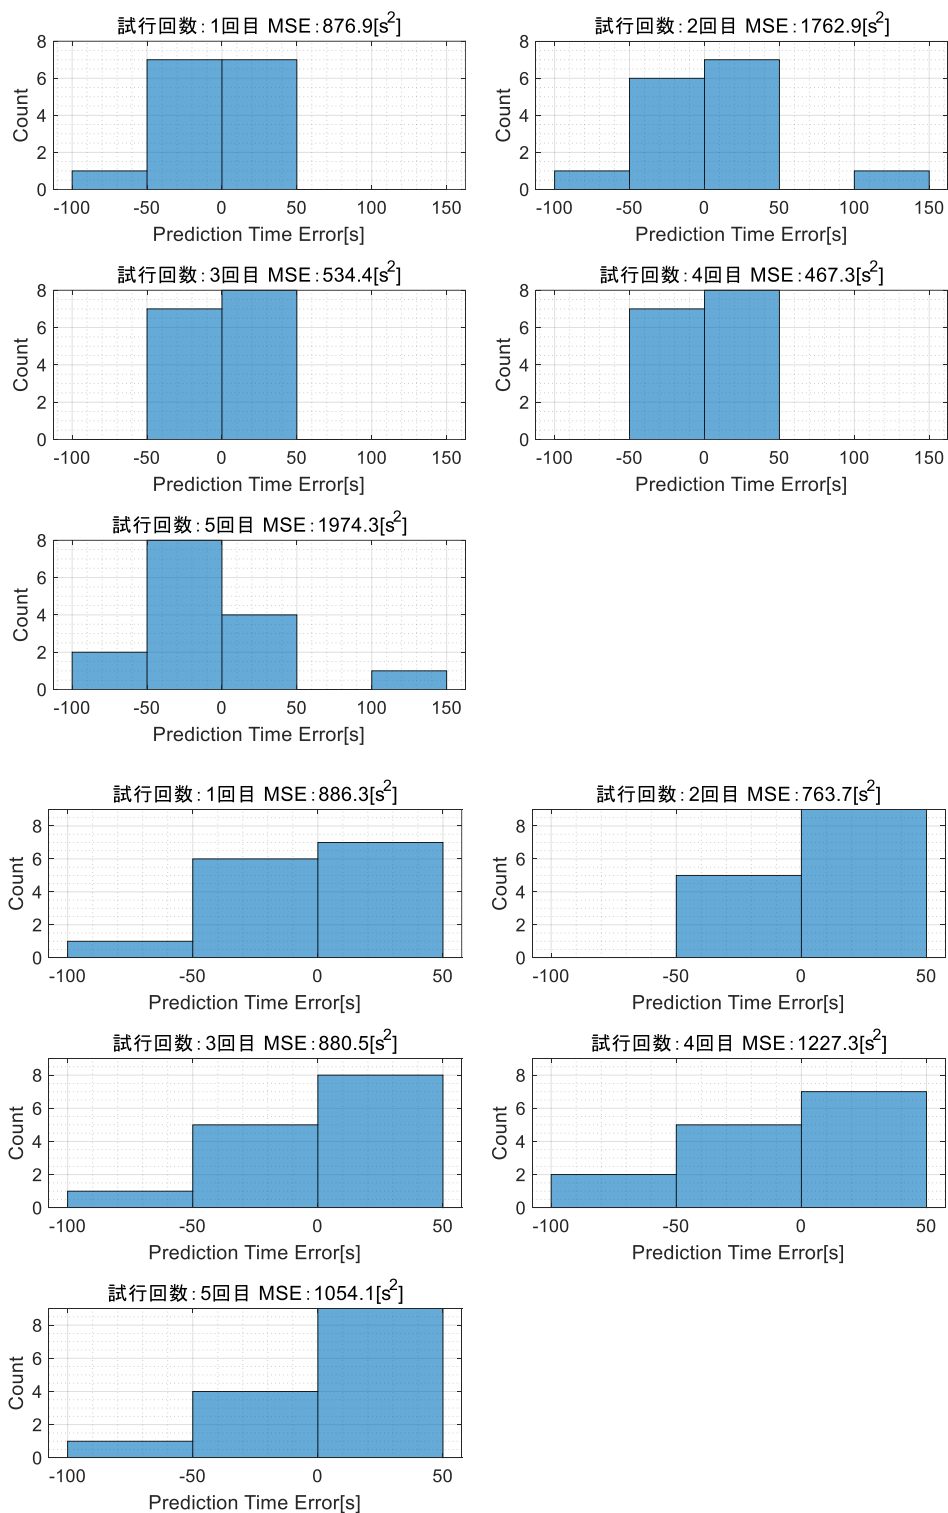 試行回数：1回目 MSE：876.9[s²]
8
6
4
2
0
Count
-100 -50 0 50 100 150
Prediction Time Error[s]
試行回数：2回目 MSE：1762.9[s²]
8
6
4
2
0
Count
-100 -50 0 50 100 150
Prediction Time Error[s]
試行回数：3回目 MSE：534.4[s²]
8
6
4
2
0
Count
-100 -50 0 50 100 150
Prediction Time Error[s]
試行回数：4回目 MSE：467.3[s²]
8
6
4
2
0
Count
-100 -50 0 50 100 150
Prediction Time Error[s]
試行回数：5回目 MSE：1974.3[s²]
8
6
4
2
0
Count
-100 -50 0 50 100 150
Prediction Time Error[s]
試行回数：1回目 MSE：886.3[s²]
8
6
4
2
0
Count
-100 -50 0 50
Prediction Time Error[s]
試行回数：2回目 MSE：763.7[s²]
8
6
4
2
0
Count
-100 -50 0 50
Prediction Time Error[s]
試行回数：3回目 MSE：880.5[s²]
8
6
4
2
0
Count
-100 -50 0 50
Prediction Time Error[s]
試行回数：4回目 MSE：1227.3[s²]
8
6
4
2
0
Count
-100 -50 0 50
Prediction Time Error[s]
試行回数：5回目 MSE：1054.1[s²]
8
6
4
2
0
Count
-100 -50 0 50
Prediction Time Error[s]